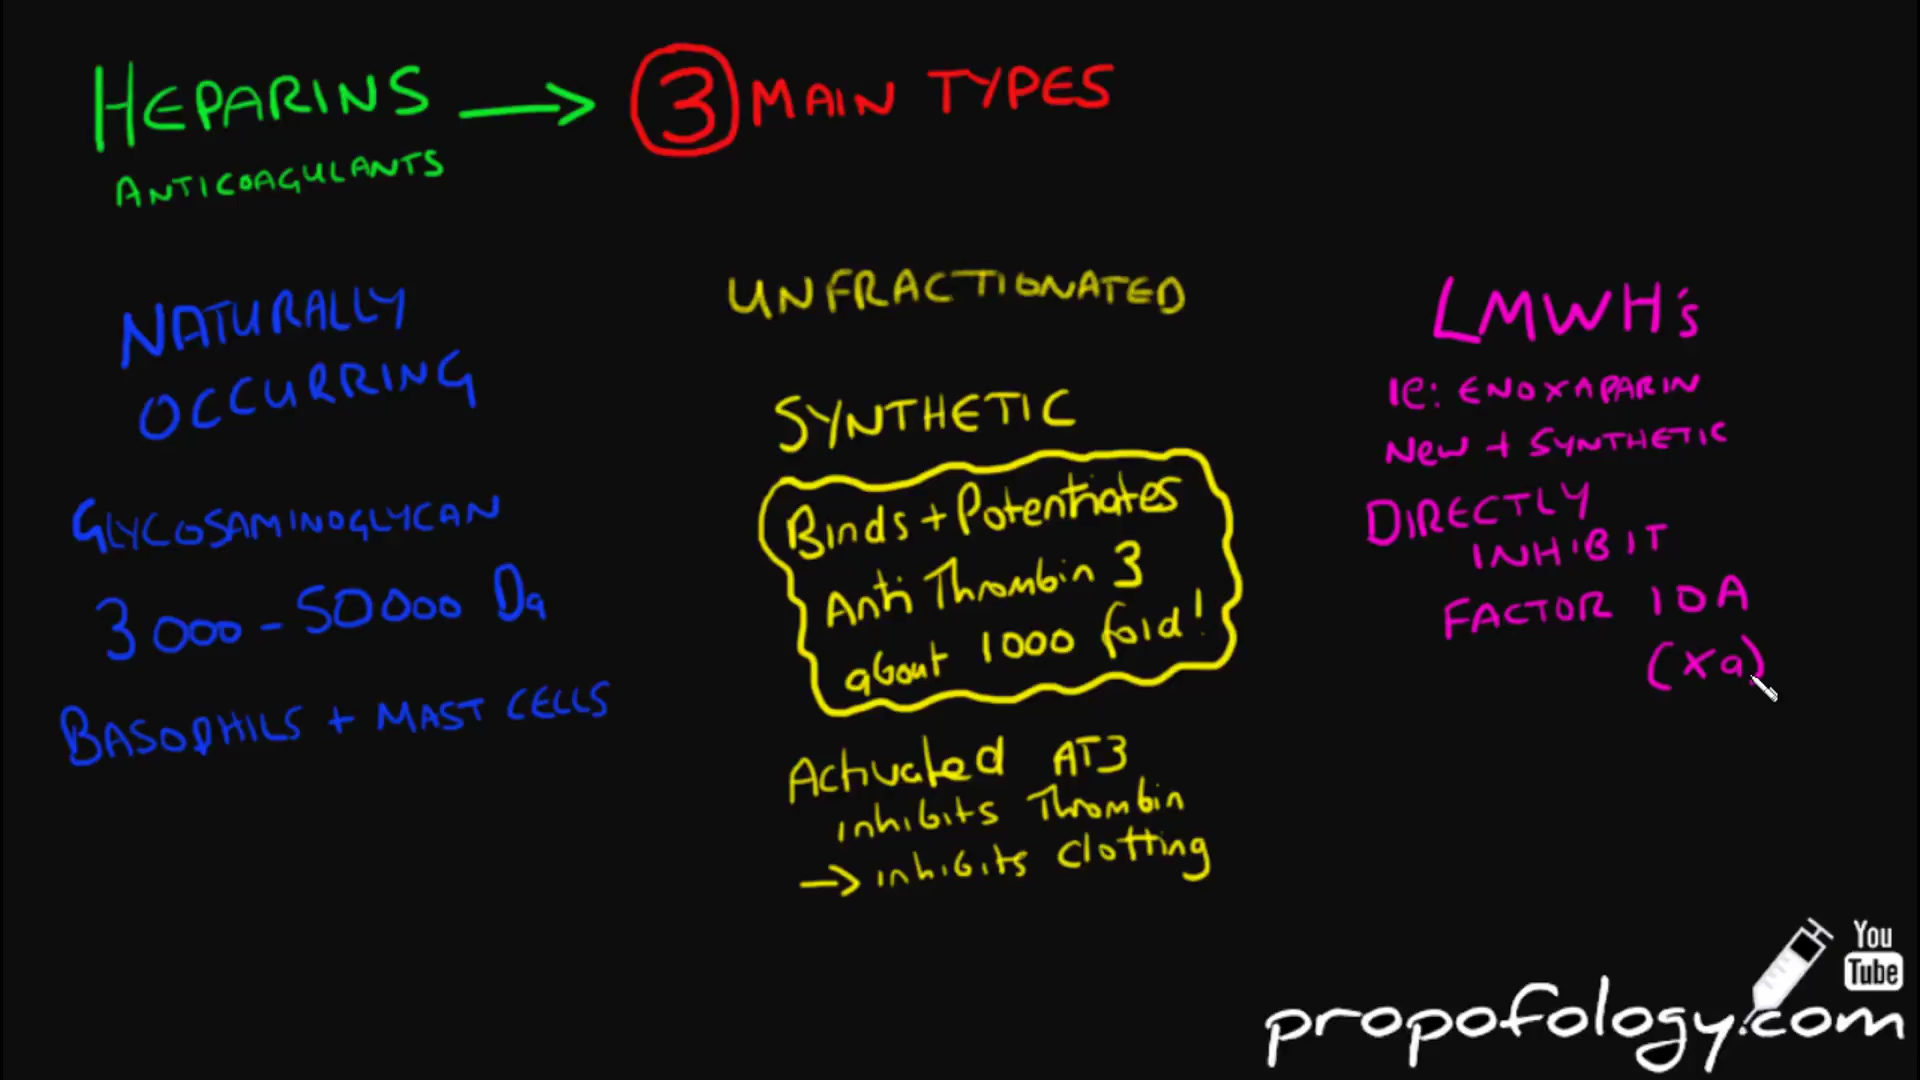 HEPARINS → 3 MAIN TYPES
ANTICOAGULANTS
NATURALLY
OCCURRING
GLYCOSAMINOGLYCAN
3000 - 50000 Da
BASOPHILS + MAST CELLS
UNFRACTIONATED
SYNTHETIC
Binds + Potentiates
Anti Thrombin 3
about 1000 fold!
Activated AT3
inhibits Thrombin
→ inhibits Clotting
LMWH's
IE: ENOXAPARIN
New + SYNTHETIC
DIRECTLY
INHIBIT
FACTOR 10A
(Xa)
You
Tube
propofology.com